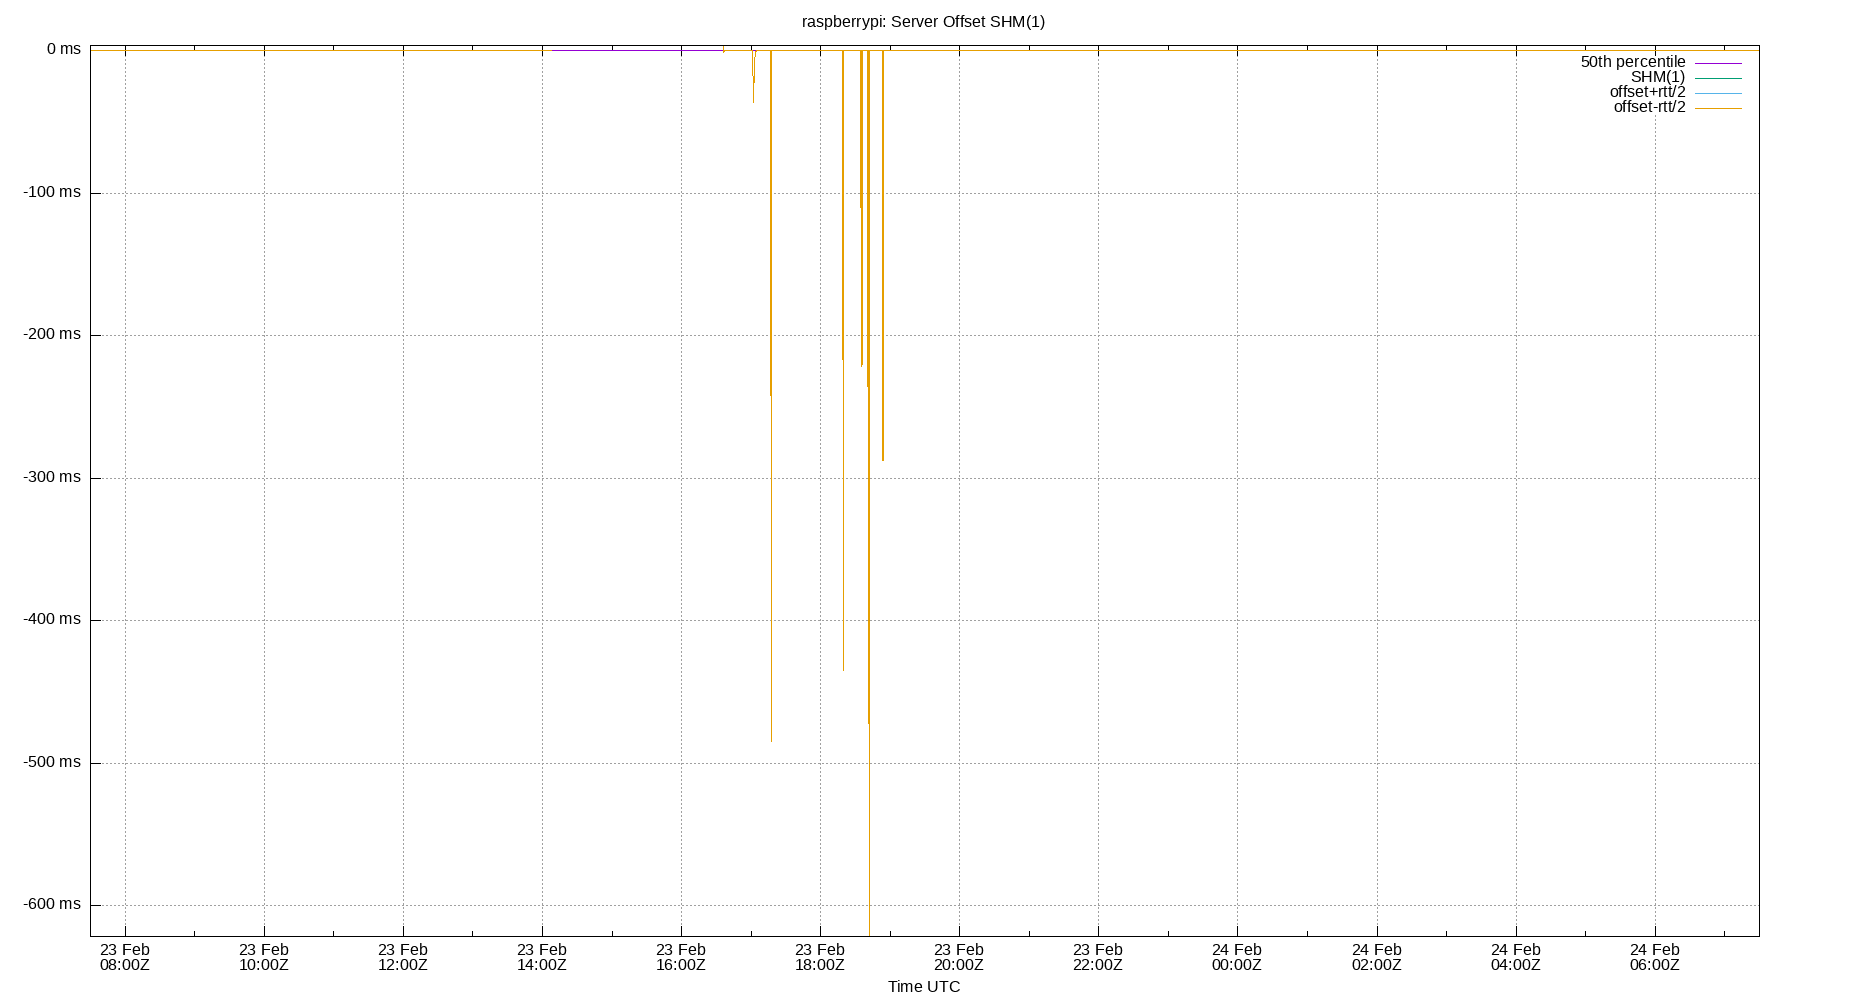 raspberrypi: Server Offset SHM(1)
0 ms
50th percentile
SHM(1)
offset+rtt/2
offset-rtt/2
-100 ms
-200 ms
-300 ms
-400 ms
-500 ms
-600 ms
23 Feb 23 Feb 23 Feb 23 Feb 23 Feb 23 Feb 23 Feb 23 Feb 24 Feb 24 Feb 24 Feb 24 Feb
08:00Z 10:00Z 12:00Z 14:00Z 16:00Z 18:00Z 20:00Z 22:00Z 00:00Z 02:00Z 04:00Z 06:00Z
Time UTC